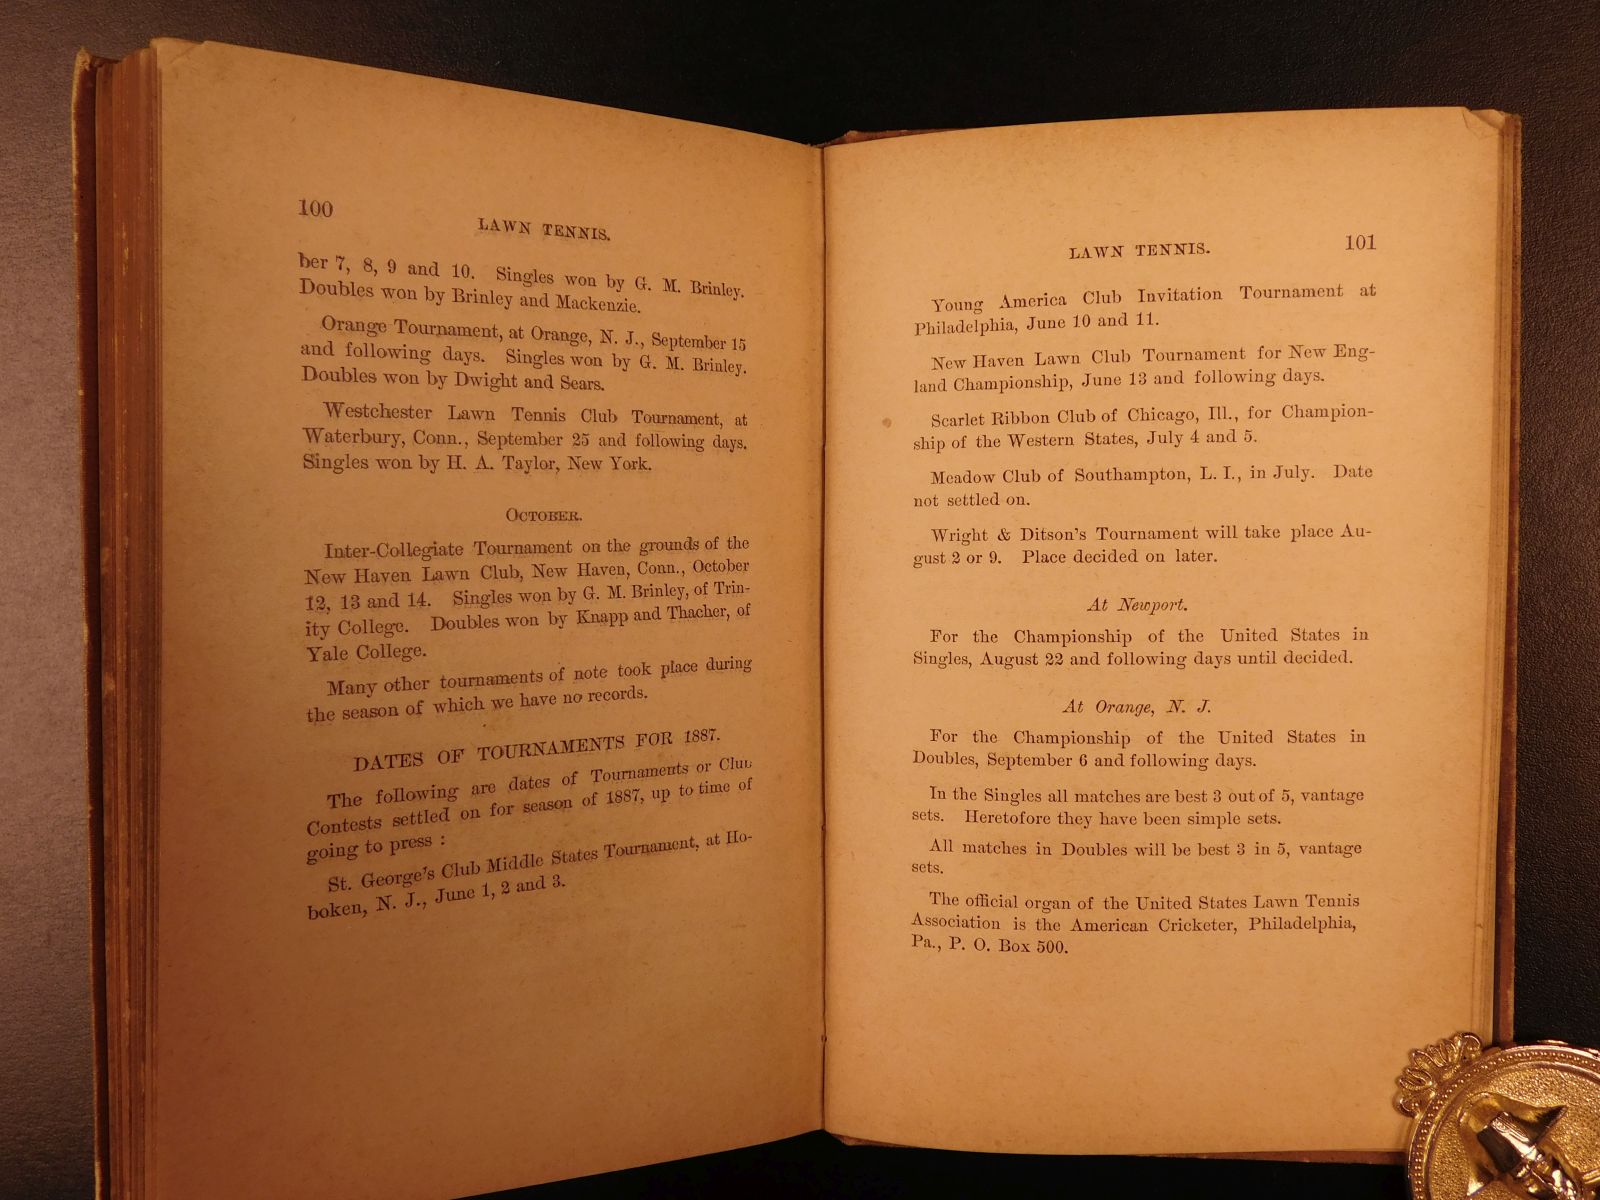 100
LAWN TENNIS.
ber 7, 8, 9 and 10. Singles won by G. M. Brinley.
Doubles won by Brinley and Mackenzie.
Orange Tournament, at Orange, N. J., September 15
and following days. Singles won by G. M. Brinley.
Doubles won by Dwight and Sears.
Westchester Lawn Tennis Club Tournament, at
Waterbury, Conn., September 25 and following days.
Singles won by H. A. Taylor, New York.
OCTOBER.
Inter-Collegiate Tournament on the grounds of the
New Haven Lawn Club, New Haven, Conn., October
12, 13 and 14. Singles won by G. M. Brinley, of Trin-
ity College. Doubles won by Knapp and Thacher, of
Yale College.
Many other tournaments of note took place during
the season of which we have no records.
DATES OF TOURNAMENTS FOR 1887.
The following are dates of Tournaments or Club
Contests settled on for season of 1887, up to time of
going to press :
St. George's Club Middle States Tournament, at Ho-
boken, N. J., June 1, 2 and 3.
LAWN TENNIS.
101
Young America Club Invitation Tournament at
Philadelphia, June 10 and 11.
New Haven Lawn Club Tournament for New Eng-
land Championship, June 13 and following days.
Scarlet Ribbon Club of Chicago, Ill., for Champion-
ship of the Western States, July 4 and 5.
Meadow Club of Southampton, L. I., in July. Date
not settled on.
Wright & Ditson's Tournament will take place Au-
gust 2 or 9. Place decided on later.
At Newport.
For the Championship of the United States in
Singles, August 22 and following days until decided.
At Orange, N. J.
For the Championship of the United States in
Doubles, September 6 and following days.
In the Singles all matches are best 3 out of 5, vantage
sets. Heretofore they have been simple sets.
All matches in Doubles will be best 3 in 5, vantage
sets.
The official organ of the United States Lawn Tennis
Association is the American Cricketer, Philadelphia,
Pa., P. O. Box 500.